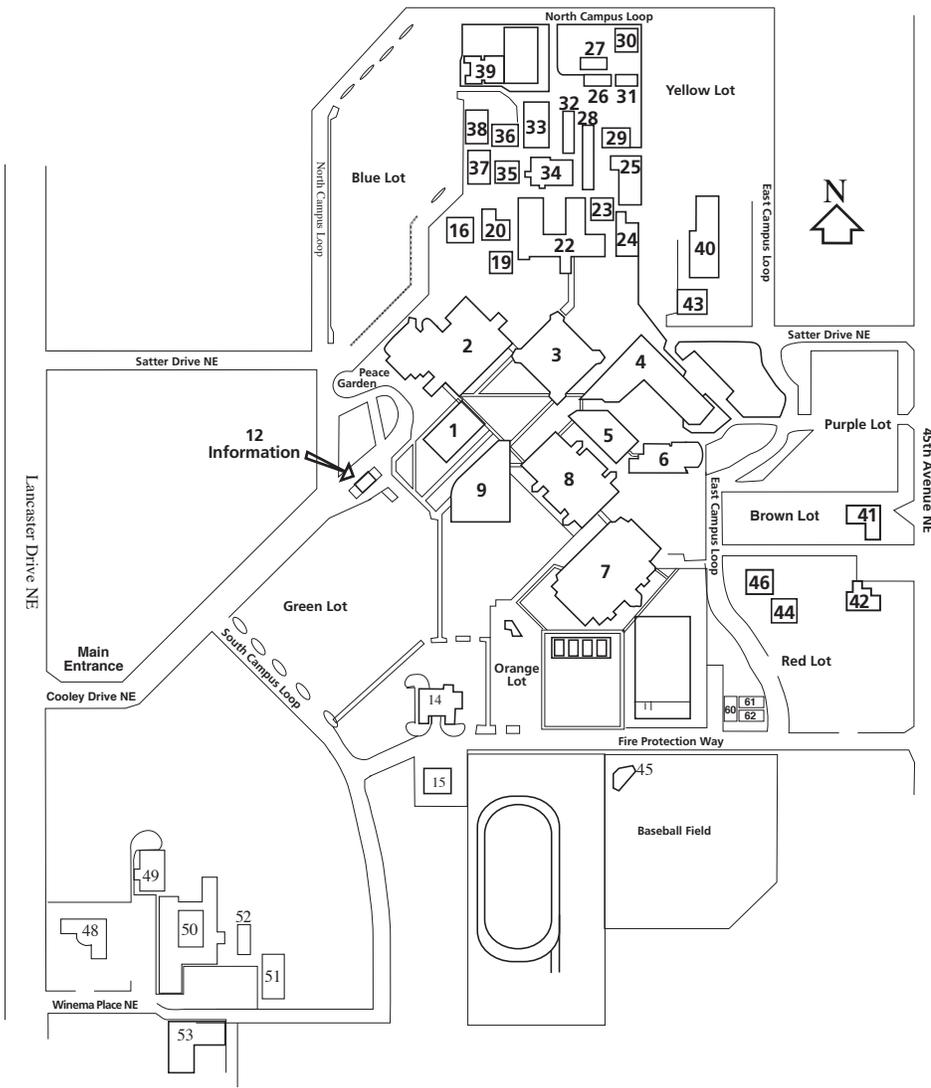 North Campus Loop
30
27
39
Yellow Lot
26
31
32
28
38
36
33
29
37
35
34
25
Blue Lot
North Campus Loop
East Campus Loop
N
16
20
23
22
24
40
19
43
Satter Drive NE
Satter Drive NE
2
3
4
Peace
Garden
12
Information
1
5
Purple Lot
6
8
9
45th Avenue NE
Lancaster Drive NE
East Campus Loop
Brown Lot
41
7
46
44
42
Green Lot
South Campus Loop
Main
Entrance
Cooley Drive NE
Orange
Lot
Red Lot
14
60
61
62
Fire Protection Way
15
45
Baseball Field
49
48
50
52
51
Winema Place NE
53